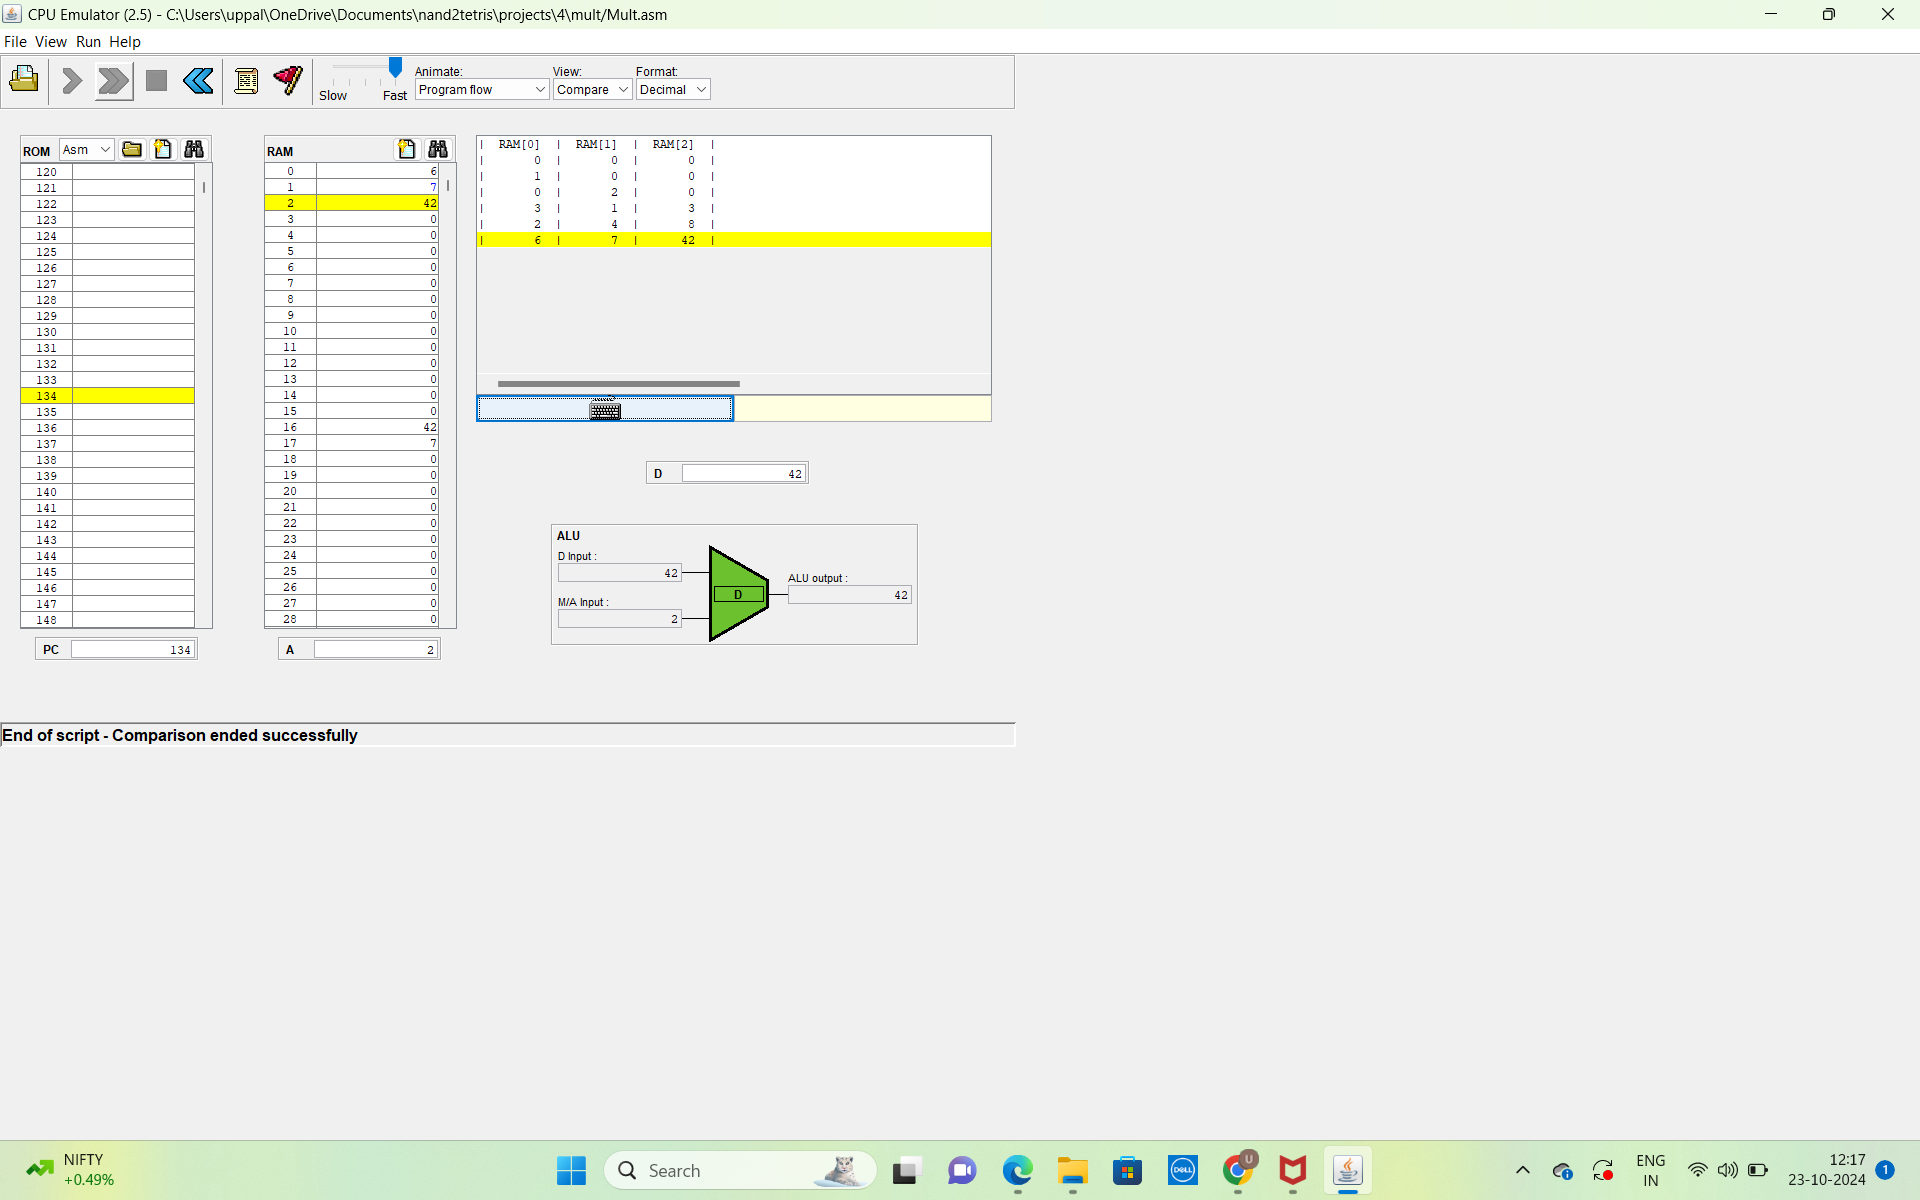 CPU Emulator (2.5) - C:\Users\uppal\OneDrive\Documents\nand2tetris\projects\4\mult/Mult.asm
File View Run Help
Slow Fast
Animate:
Program flow
View:
Compare
Format:
Decimal
ROM Asm
120
121
122
123
124
125
126
127
128
129
130
131
132
133
134
135
136
137
138
139
140
141
142
143
144
145
146
147
148
PC 134
RAM
0 6
1 7
2 42
3 0
4 0
5 0
6 0
7 0
8 0
9 0
10 0
11 0
12 0
13 0
14 0
15 0
16 42
17 7
18 0
19 0
20 0
21 0
22 0
23 0
24 0
25 0
26 0
27 0
28 0
A 2
| RAM[0] | RAM[1] | RAM[2] |
| 0 | 0 | 0 |
| 1 | 0 | 0 |
| 0 | 2 | 0 |
| 3 | 1 | 3 |
| 2 | 4 | 8 |
| 6 | 7 | 42 |
D 42
ALU
D Input :
42
M/A Input :
2
D
ALU output :
42
End of script - Comparison ended successfully
NIFTY
+0.49%
Search
DELL
U
ENG
IN
12:17
23-10-2024
1